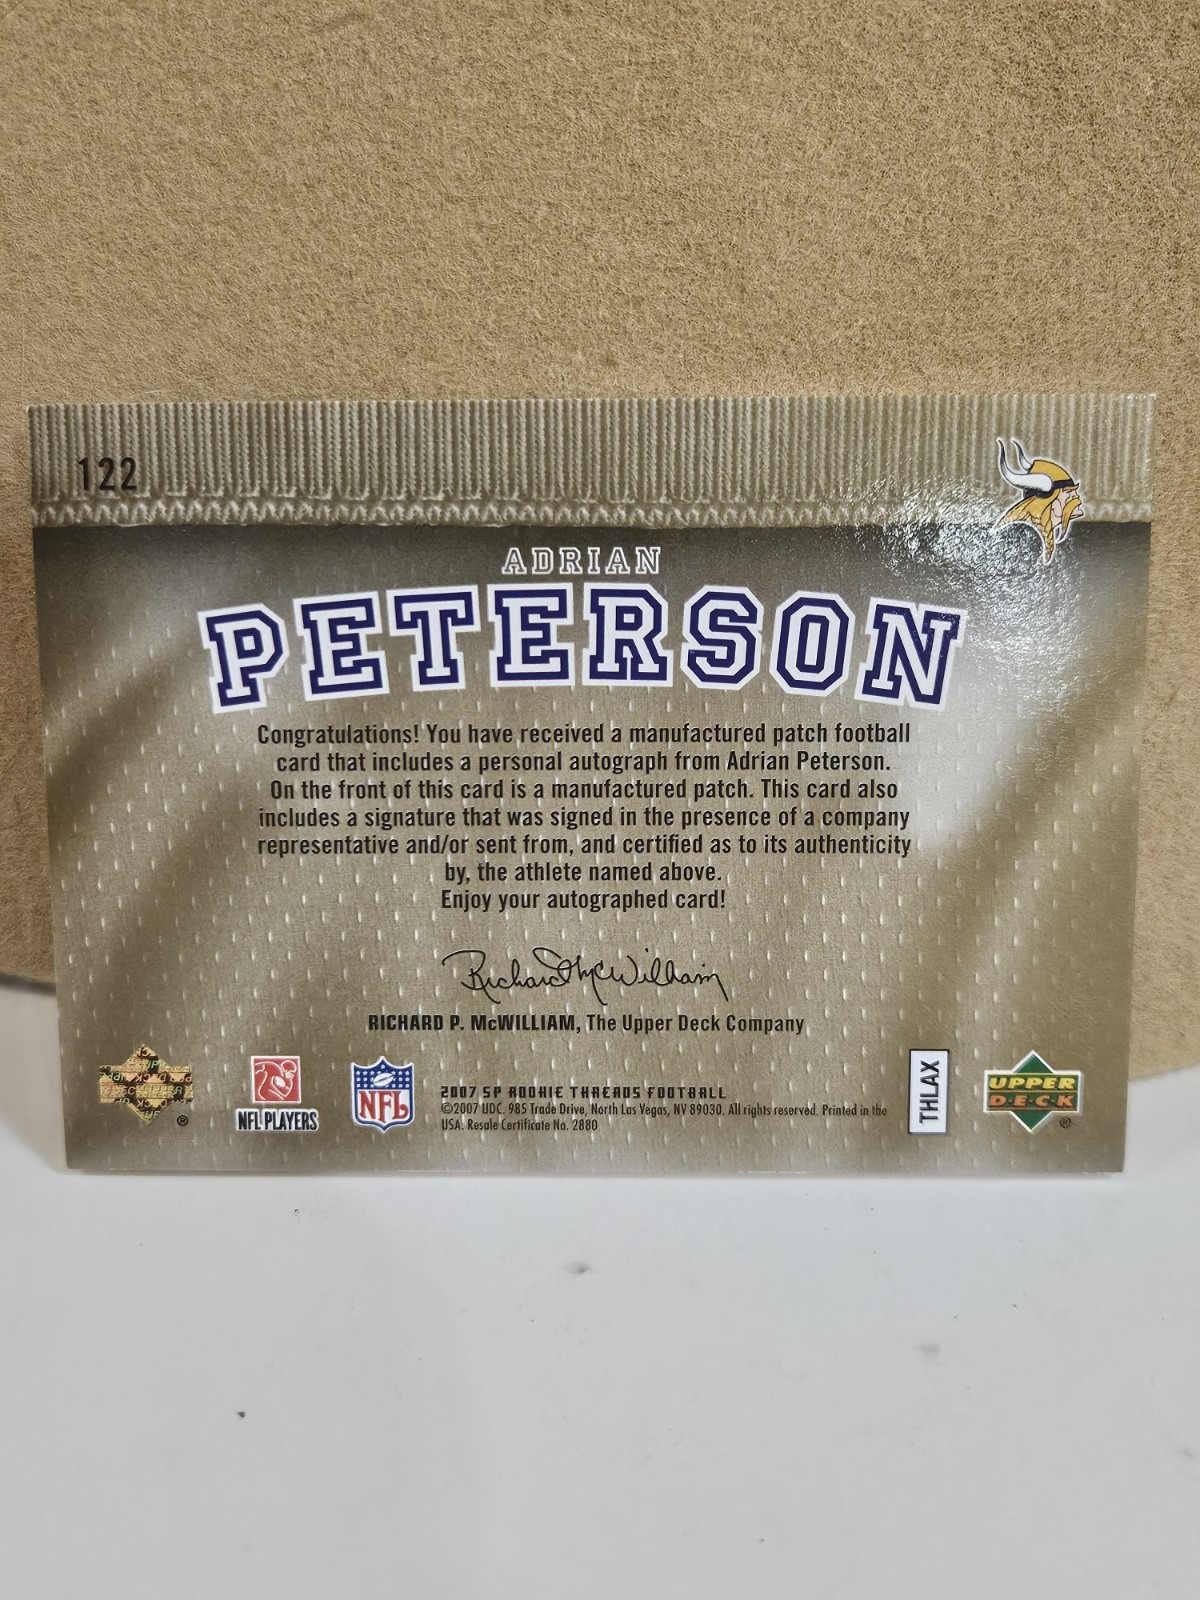 122
ADRIAN
PETERSON
Congratulations! You have received a manufactured patch football
card that includes a personal autograph from Adrian Peterson.
On the front of this card is a manufactured patch. This card also
includes a signature that was signed in the presence of a company
representative and/or sent from, and certified as to its authenticity
by, the athlete named above.
Enjoy your autographed card!
Richard McWilliam
RICHARD P. McWILLIAM, The Upper Deck Company
NFL PLAYERS
NFL
2007 SP ROOKIE THREADS FOOTBALL
©2007 UDC. 985 Trade Drive, North Las Vegas, NV 89030. All rights reserved. Printed in the
USA. Resale Certificate No. 2880
THLAX
UPPER
DECK